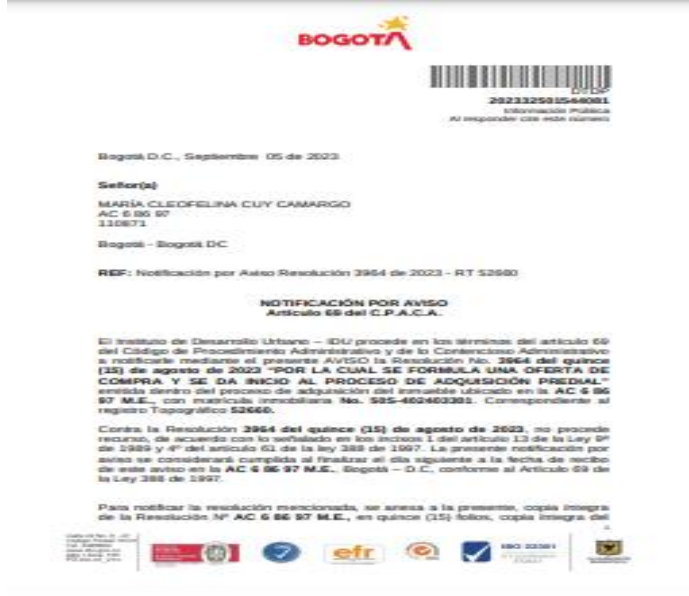 BOGOTÁ
DTDP
202332501544081
Información Pública
Al responder cite este número
Bogotá D.C., Septiembre 05 de 2023
Señor(a)
MARÍA CLEOFELINA CUY CAMARGO
AC 6 86 97
110871
Bogotá - Bogotá DC
REF: Notificación por Aviso Resolución 3964 de 2023 - RT 52660
NOTIFICACIÓN POR AVISO
Artículo 69 del C.P.A.C.A.
El Instituto de Desarrollo Urbano – IDU procede en los términos del artículo 69
del Código de Procedimiento Administrativo y de lo Contencioso Administrativo
a notificarle mediante el presente AVISO la Resolución No. 3964 del quince
(15) de agosto de 2023 "POR LA CUAL SE FORMULA UNA OFERTA DE
COMPRA Y SE DA INICIO AL PROCESO DE ADQUISICIÓN PREDIAL"
emitida dentro del proceso de adquisición del inmueble ubicado en la AC 6 86
97 M.E., con matrícula inmobiliaria No. 50S-402403301. Correspondiente al
registro Topográfico 52660.
Contra la Resolución 3964 del quince (15) de agosto de 2023, no procede
recurso, de acuerdo con lo señalado en los incisos 1 del artículo 13 de la Ley 9ª
de 1989 y 4º del artículo 61 de la ley 388 de 1997. La presente notificación por
aviso se considerará cumplida al finalizar el día siguiente a la fecha de recibo
de este aviso en la AC 6 86 97 M.E., Bogotá – D.C, conforme al Artículo 69 de
la Ley 388 de 1997.
Para notificar la resolución mencionada, se anexa a la presente, copia íntegra
de la Resolución Nº AC 6 86 97 M.E., en quince (15) folios, copia íntegra del
1
efr
ISO 22301